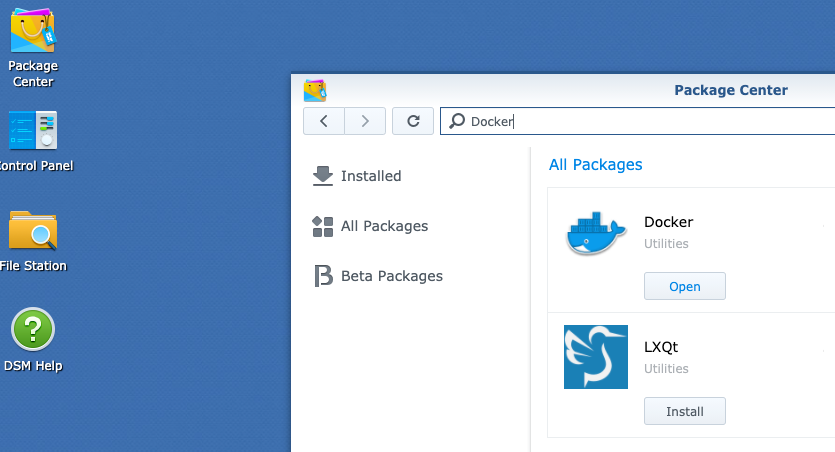 Package
Center
ontrol Panel
File Station
DSM Help
Package Center
Docker
Installed
All Packages
Beta Packages
All Packages
Docker
Utilities
Open
LXQt
Utilities
Install